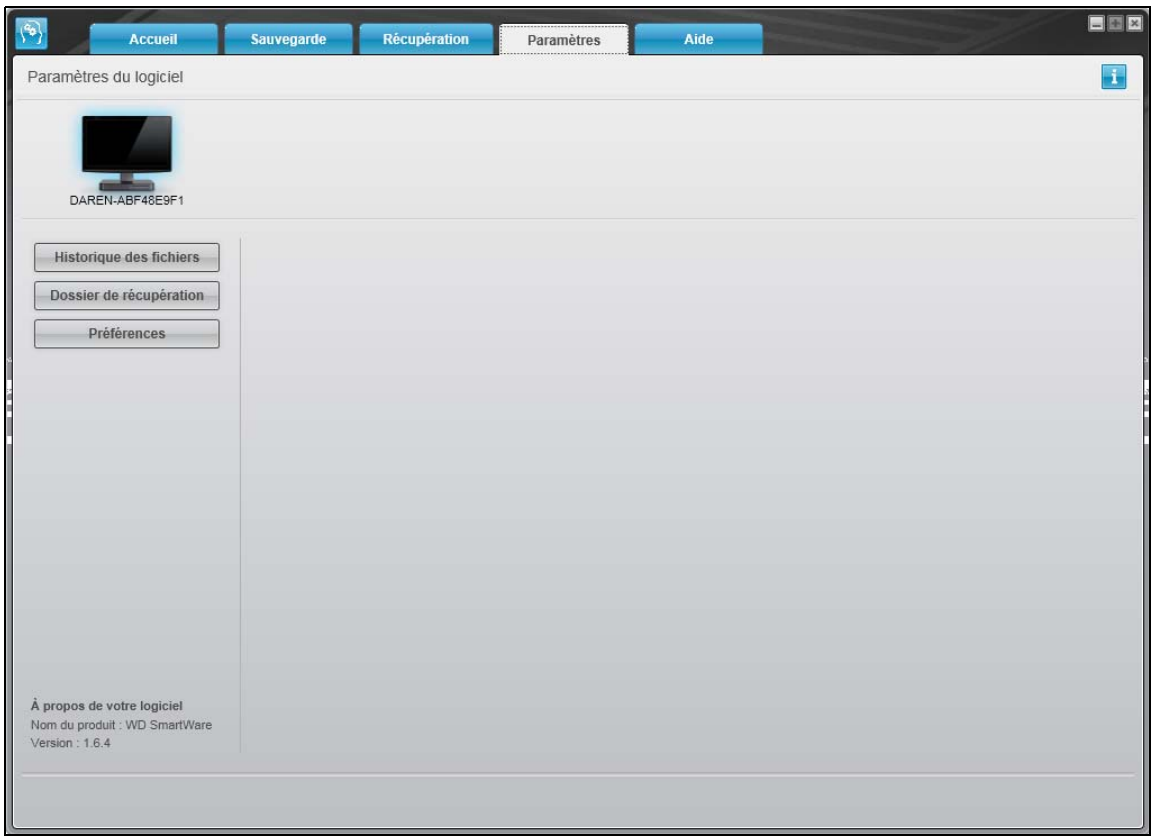 Accueil Sauvegarde Récupération Paramètres Aide
Paramètres du logiciel
i
DAREN-ABF48E9F1
Historique des fichiers
Dossier de récupération
Préférences
À propos de votre logiciel
Nom du produit : WD SmartWare
Version : 1.6.4